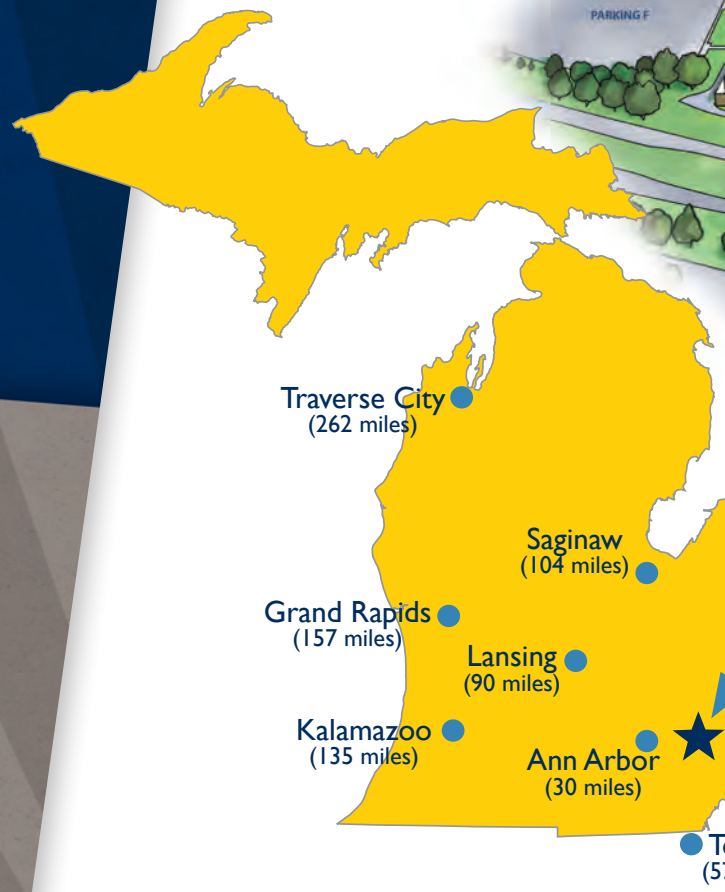 PARKING F
Traverse City
(262 miles)
Saginaw
(104 miles)
Grand Rapids
(157 miles)
Lansing
(90 miles)
Kalamazoo
(135 miles)
Ann Arbor
(30 miles)